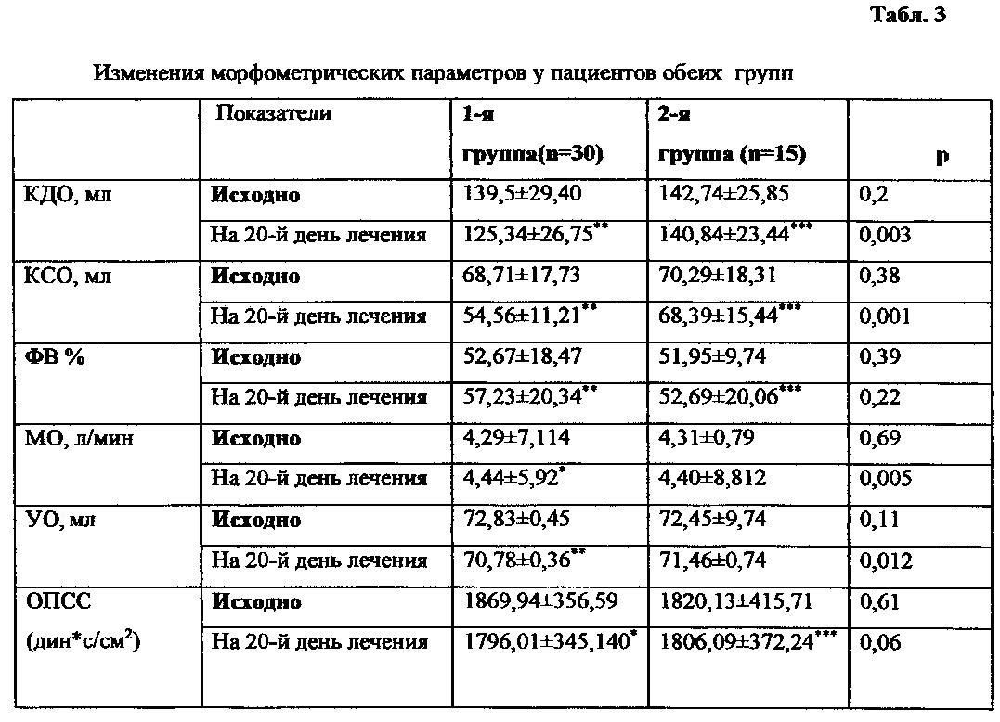 Табл. 3
Изменения морфометрических параметров у пациентов обеих групп
Показатели 1-я группа(n=30) 2-я группа (n=15) р
КДО, мл Исходно 139,5±29,40 142,74±25,85 0,2
На 20-й день лечения 125,34±26,75** 140,84±23,44*** 0,003
КСО, мл Исходно 68,71±17,73 70,29±18,31 0,38
На 20-й день лечения 54,56±11,21** 68,39±15,44*** 0,001
ФВ % Исходно 52,67±18,47 51,95±9,74 0,39
На 20-й день лечения 57,23±20,34** 52,69±20,06*** 0,22
МО, л/мин Исходно 4,29±7,114 4,31±0,79 0,69
На 20-й день лечения 4,44±5,92* 4,40±8,812 0,005
УО, мл Исходно 72,83±0,45 72,45±9,74 0,11
На 20-й день лечения 70,78±0,36** 71,46±0,74 0,012
ОПСС Исходно 1869,94±356,59 1820,13±415,71 0,61
(дин*с/см²) На 20-й день лечения 1796,01±345,140* 1806,09±372,24*** 0,06